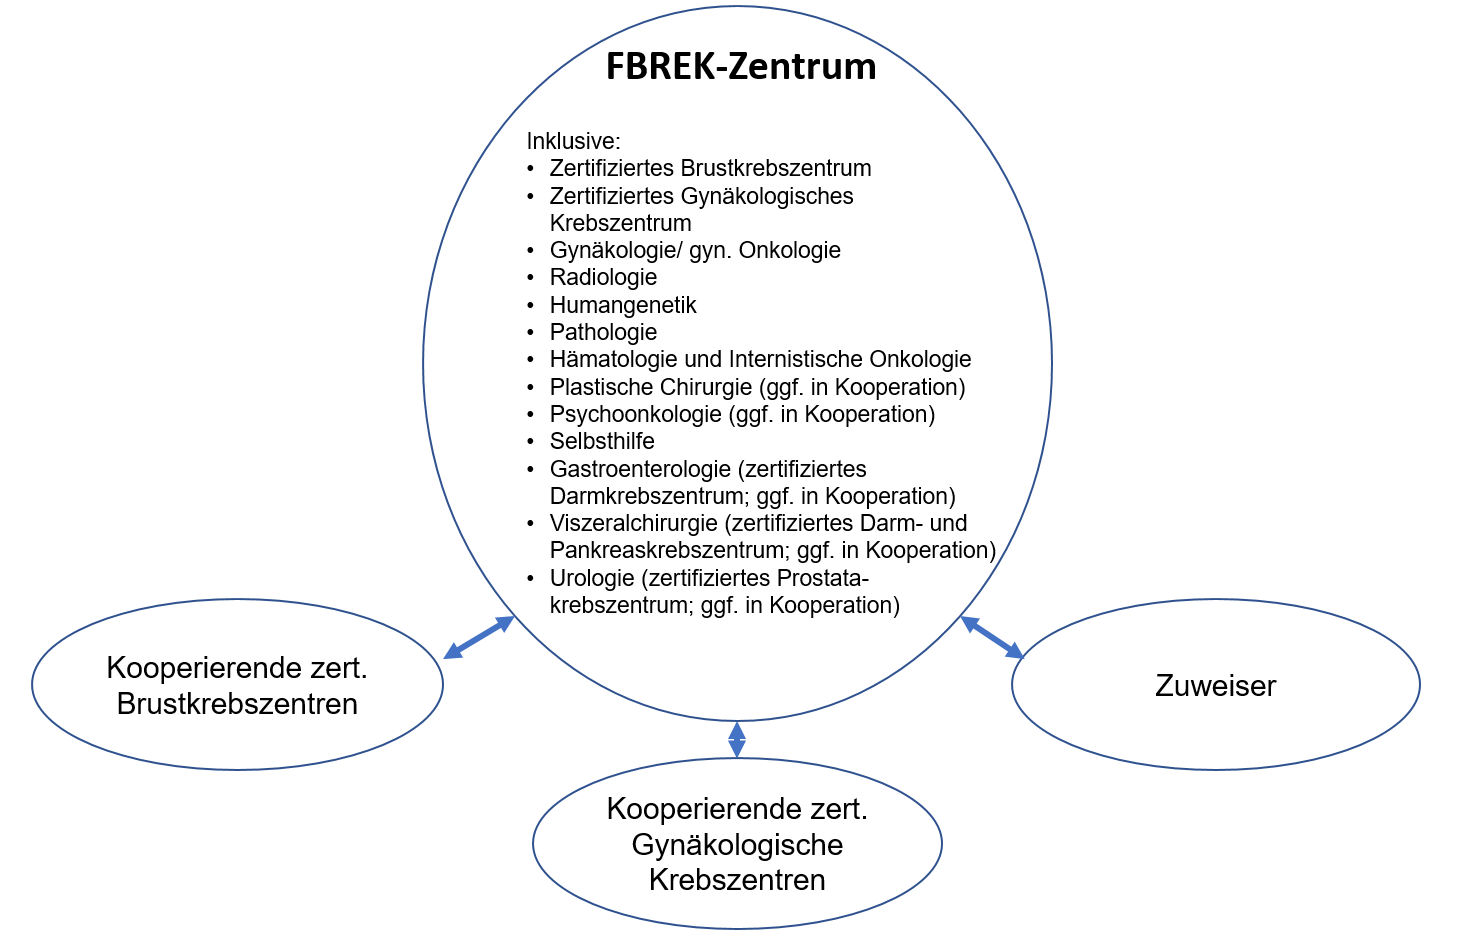 FBREK-Zentrum
Inklusive:
• Zertifiziertes Brustkrebszentrum
• Zertifiziertes Gynäkologisches
Krebszentrum
• Gynäkologie/ gyn. Onkologie
• Radiologie
• Humangenetik
• Pathologie
• Hämatologie und Internistische Onkologie
• Plastische Chirurgie (ggf. in Kooperation)
• Psychoonkologie (ggf. in Kooperation)
• Selbsthilfe
• Gastroenterologie (zertifiziertes
Darmkrebszentrum; ggf. in Kooperation)
• Viszeralchirurgie (zertifiziertes Darm- und
Pankreaskrebszentrum; ggf. in Kooperation)
• Urologie (zertifiziertes Prostata-
krebszentrum; ggf. in Kooperation)
Kooperierende zert.
Brustkrebszentren
Zuweiser
Kooperierende zert.
Gynäkologische
Krebszentren